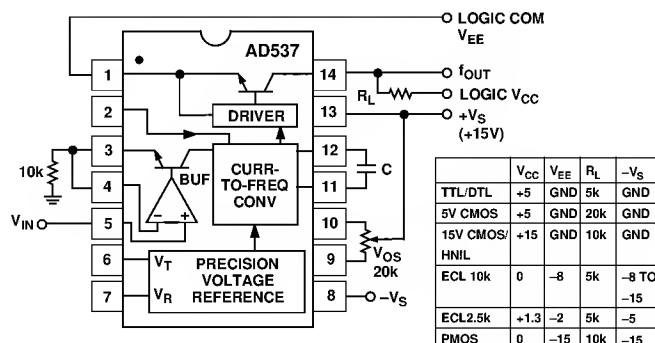 LOGIC COM
VEE
AD537
1
14
fOUT
RL
LOGIC VCC
2
DRIVER
13
+VS
(+15V)
3
12
10k
BUF
CURR-
TO-FREQ
CONV
C
4
11
VIN
5
− +
10
VOS
20k
6
VT
PRECISION
VOLTAGE
REFERENCE
9
7
VR
8
−VS
VCC VEE RL −VS
TTL/DTL +5 GND 5k GND
5V CMOS +5 GND 20k GND
15V CMOS/ +15 GND 10k GND
HNIL
ECL 10k 0 −8 5k −8 TO
−15
ECL2.5k +1.3 −2 5k −5
PMOS 0 −15 10k −15